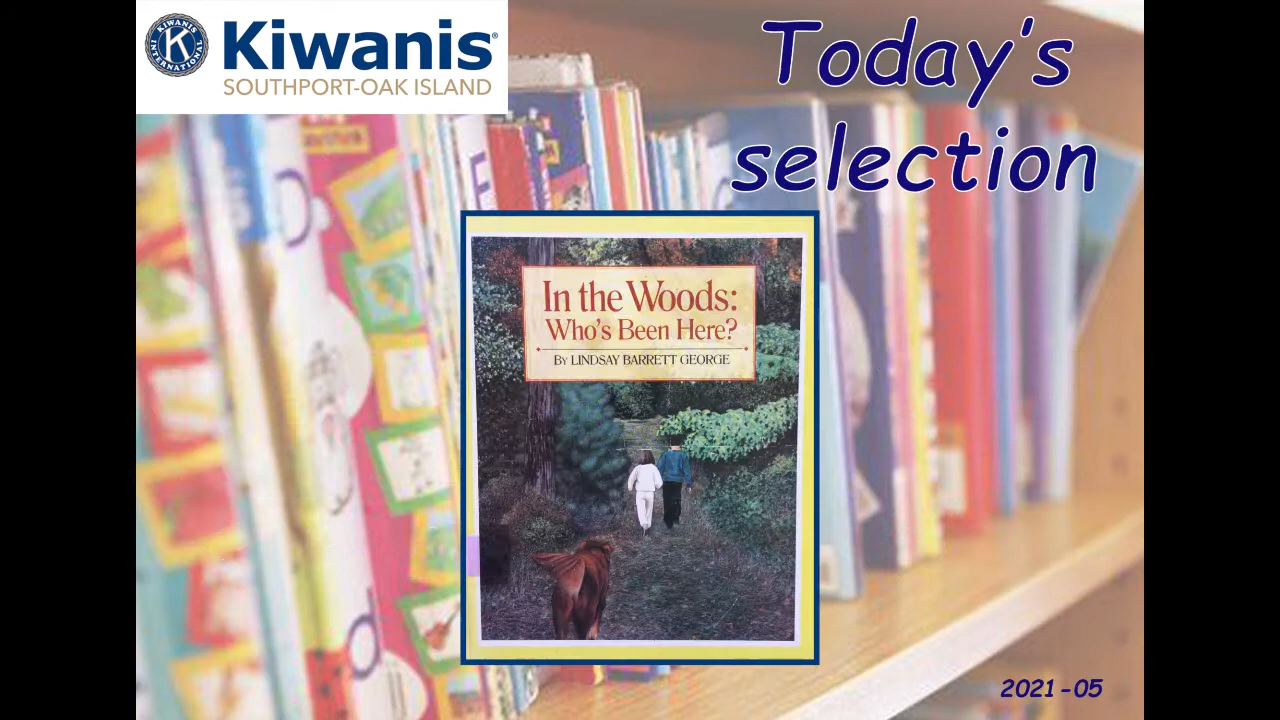 KIWANIS
K
INTERNATIONAL
Kiwanis®
SOUTHPORT-OAK ISLAND
Today's
selection
In the Woods:
Who's Been Here?
By LINDSAY BARRETT GEORGE
2021-05